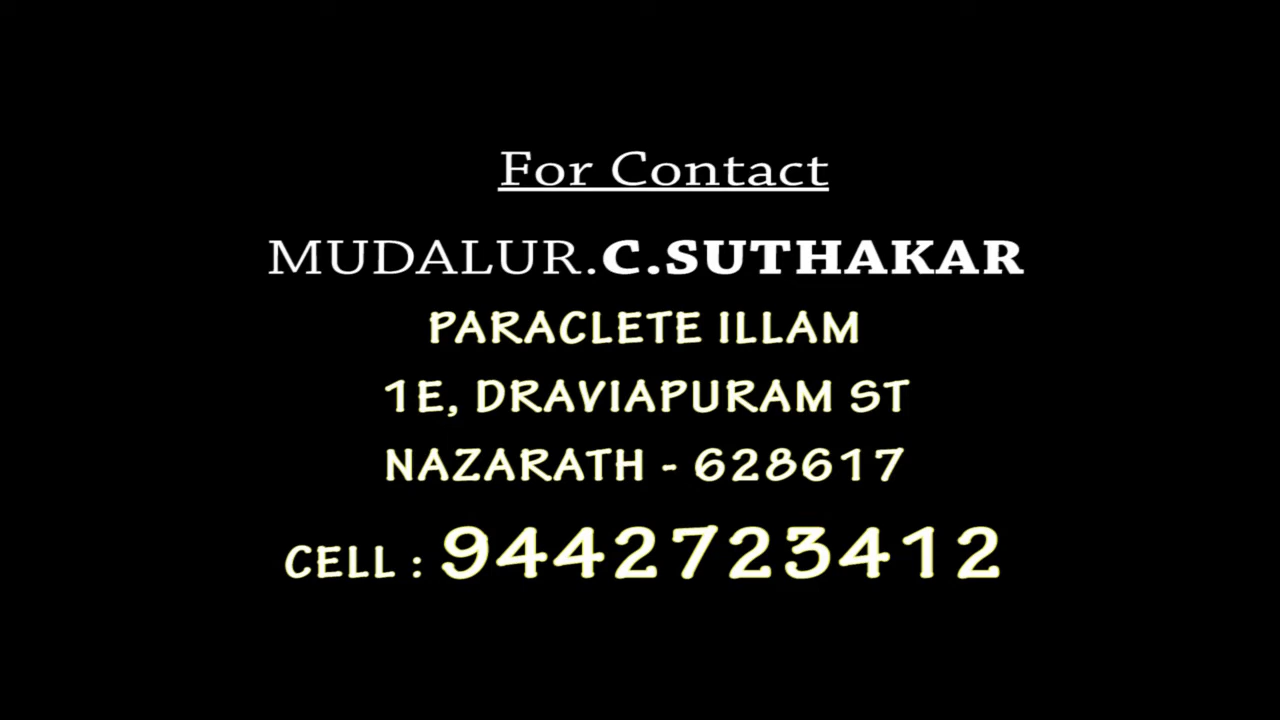 For Contact
MUDALUR.C.SUTHAKAR
PARACLETE ILLAM
1E, DRAVIAPURAM ST
NAZARATH - 628617
CELL : 9442723412